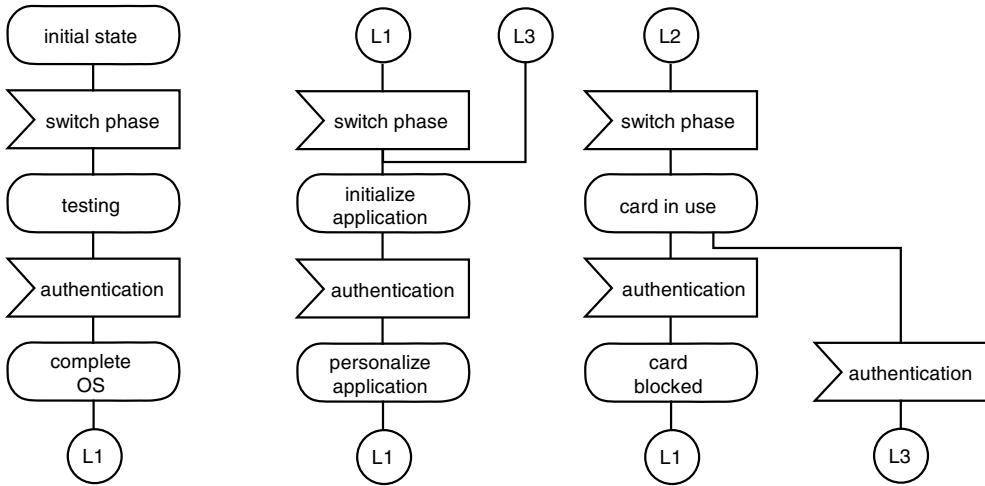 initial state
switch phase
testing
authentication
complete
OS
L1
L1
L3
switch phase
initialize
application
authentication
personalize
application
L1
L2
switch phase
card in use
authentication
card
blocked
L1
authentication
L3